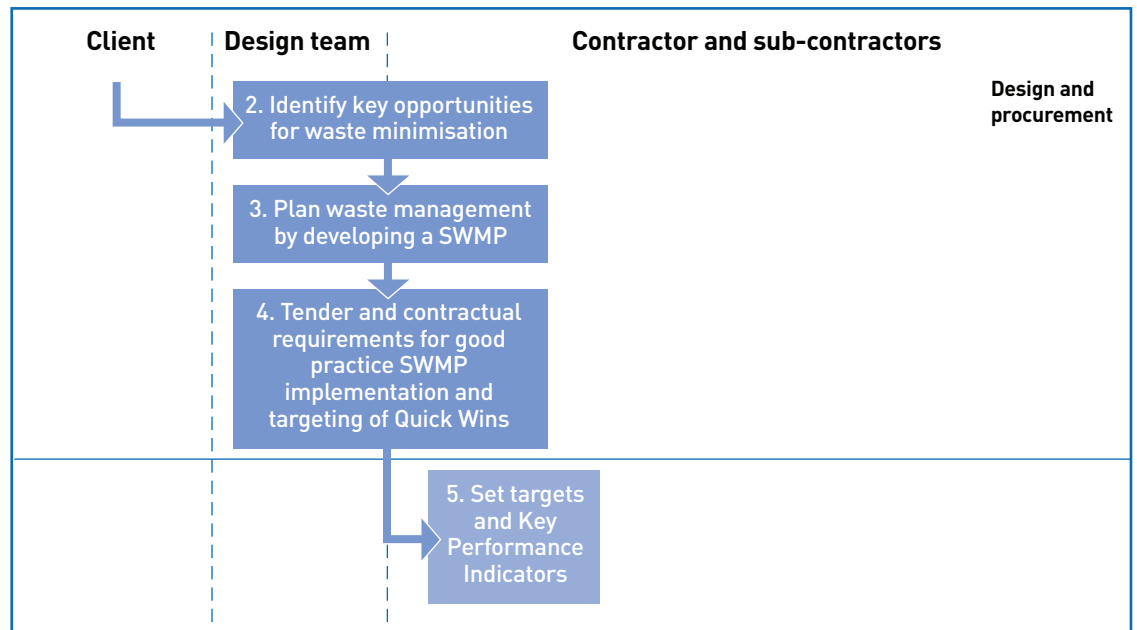 Client
Design team
Contractor and sub-contractors
Design and
procurement
2. Identify key opportunities
for waste minimisation
3. Plan waste management
by developing a SWMP
4. Tender and contractual
requirements for good
practice SWMP
implementation and
targeting of Quick Wins
5. Set targets
and Key
Performance
Indicators